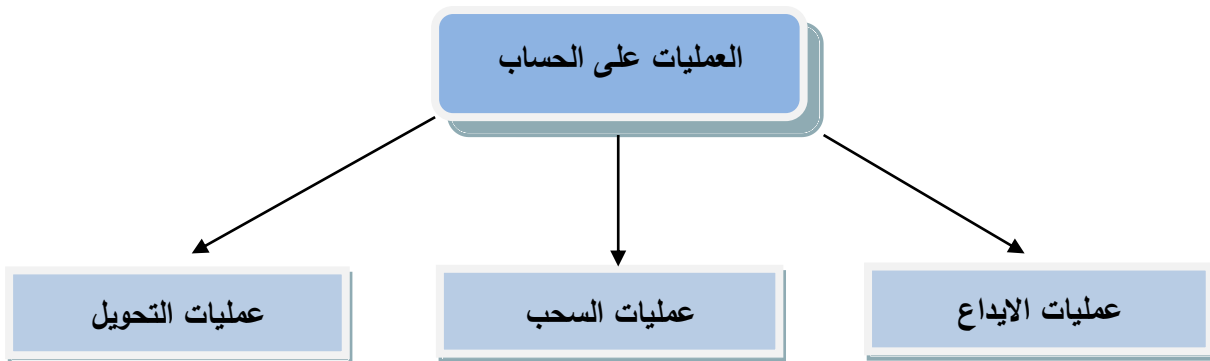 العمليات على الحساب
عمليات الايداع
عمليات السحب
عمليات التحويل